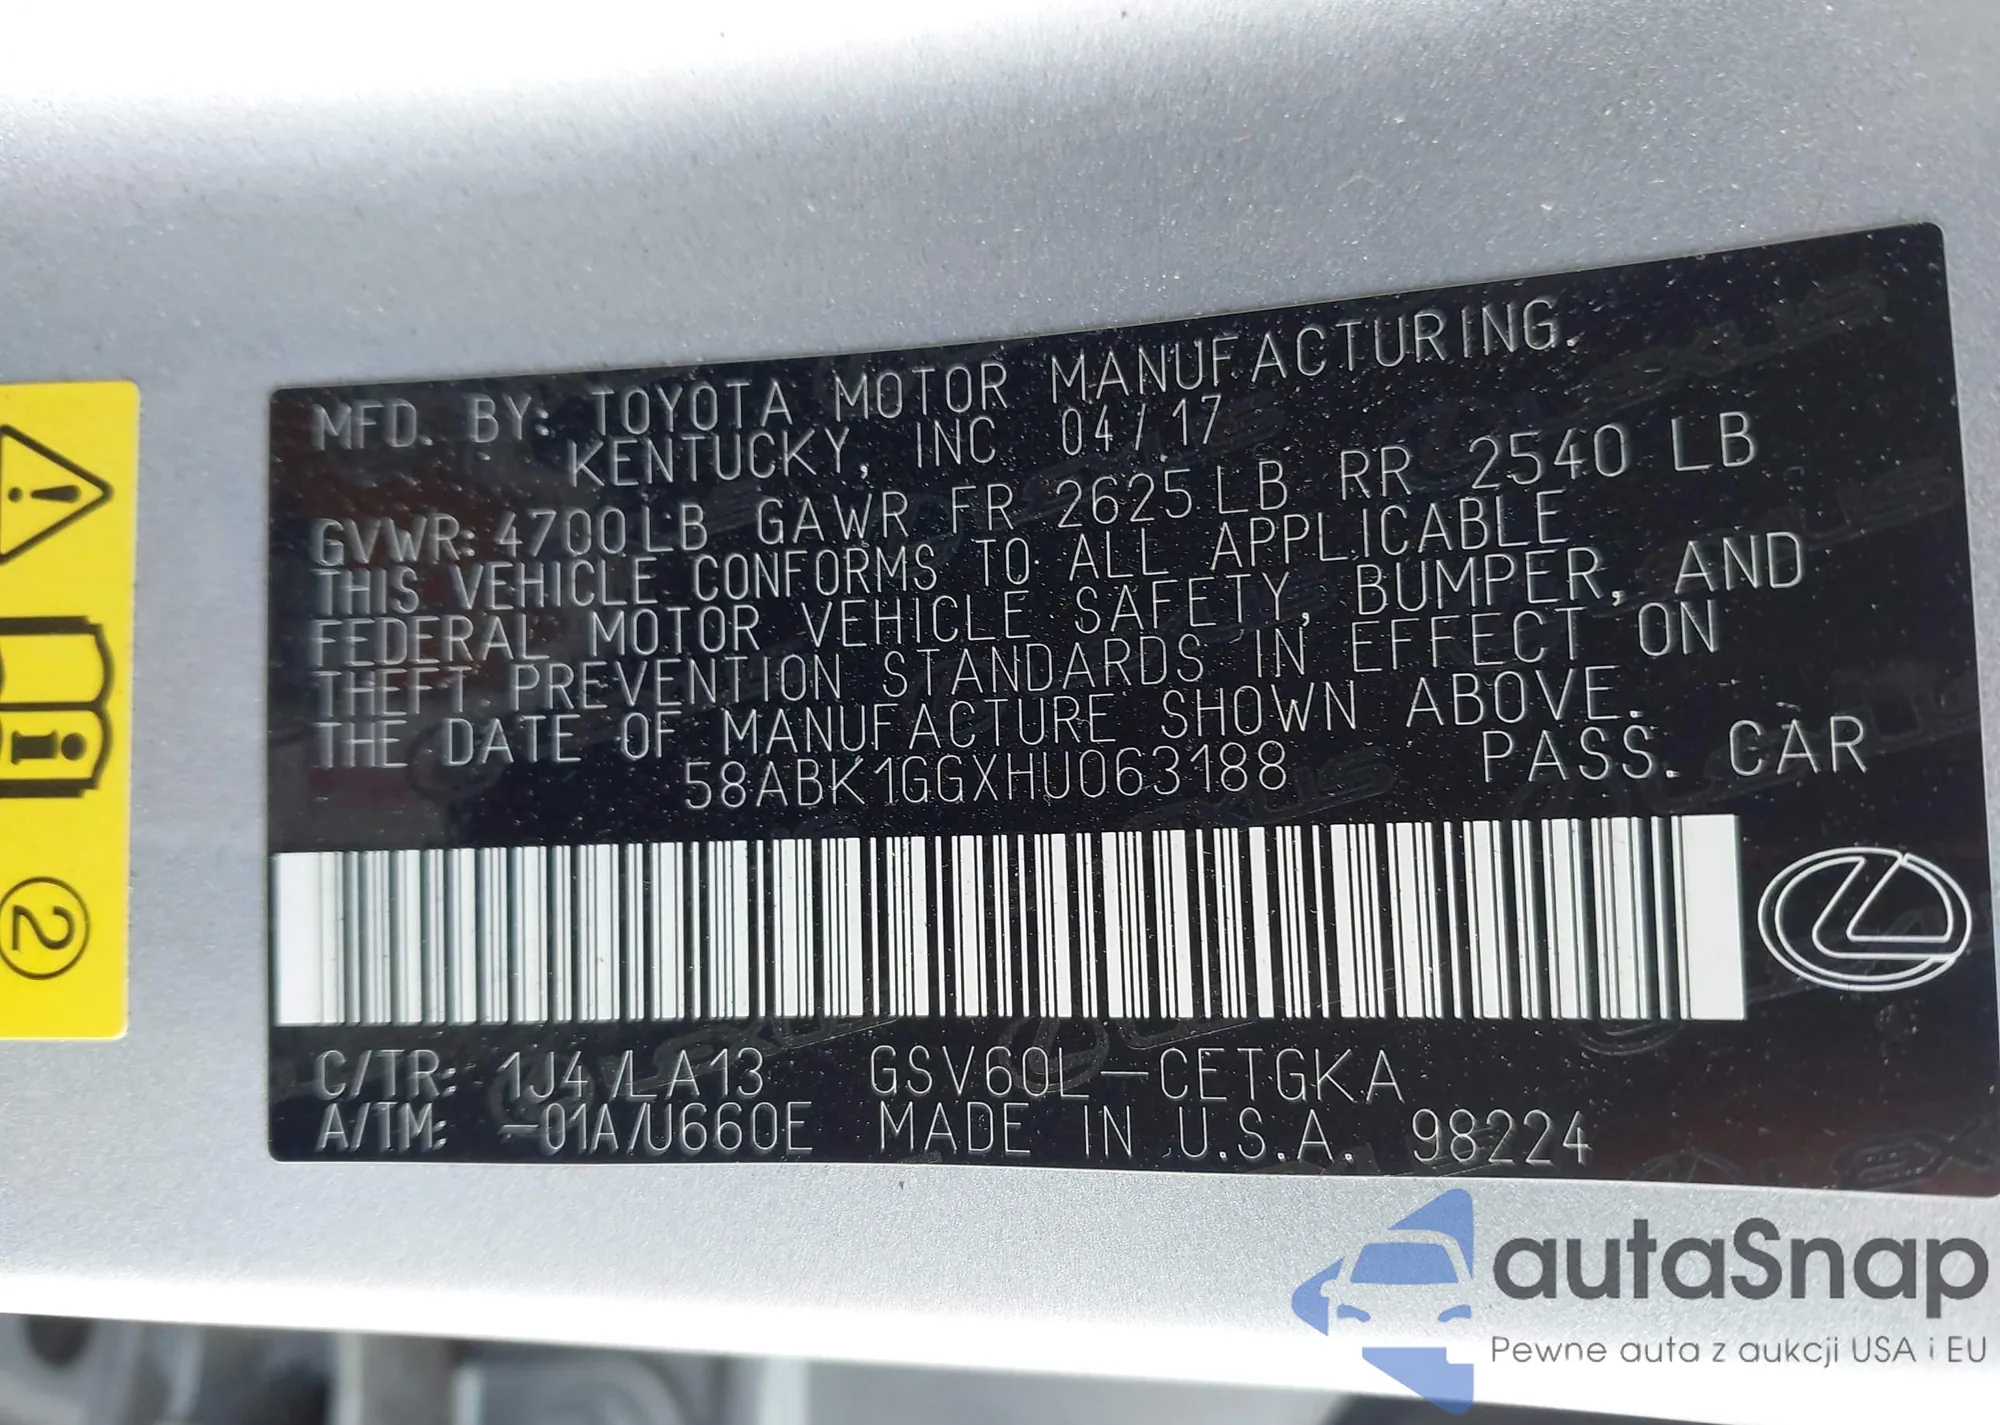 MFD. BY: TOYOTA MOTOR MANUFACTURING.
KENTUCKY, INC 04/17
GVWR: 4700LB GAWR FR 2625LB RR 2540 LB
THIS VEHICLE CONFORMS TO ALL APPLICABLE
FEDERAL MOTOR VEHICLE SAFETY, BUMPER, AND
THEFT PREVENTION STANDARDS IN EFFECT ON
THE DATE OF MANUFACTURE SHOWN ABOVE.
58ABK1GGXHU063188 PASS. CAR
C/TR: 1J4/LA13 GSV60L-CETGKA
A/TM: -01A/U660E MADE IN U.S.A. 98224
2
autaSnap
Pewne auta z aukcji USA i EU